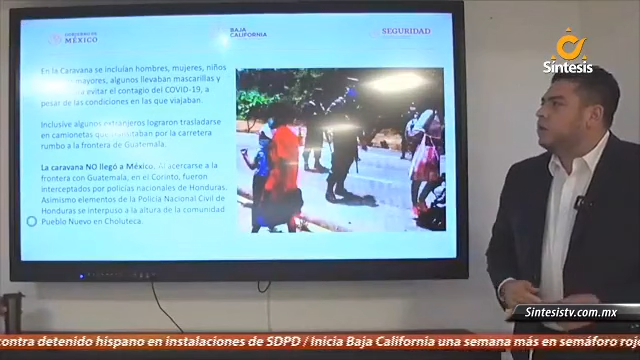 GOBIERNO DE
MÉXICO
BAJA
CALIFORNIA
SEGURIDAD
Síntesis
En la Caravana se incluían hombres, mujeres, niños
mayores, algunos llevaban mascarillas y
evitar el contagio del COVID-19, a
pesar de las condiciones en las que viajaban.
Inclusive algunos extranjeros lograron trasladarse
en camionetas que transitaban por la carretera
rumbo a la frontera de Guatemala.
La caravana NO llegó a México. Al acercarse a la
frontera con Guatemala, en el Corinto, fueron
interceptados por policías nacionales de Honduras.
Asimismo elementos de la Policía Nacional Civil de
Honduras se interpuso a la altura de la comunidad
Pueblo Nuevo en Choluteca.
Sintesistv.com.mx
contra detenido hispano en instalaciones de SDPD / Inicia Baja California una semana más en semáforo roj